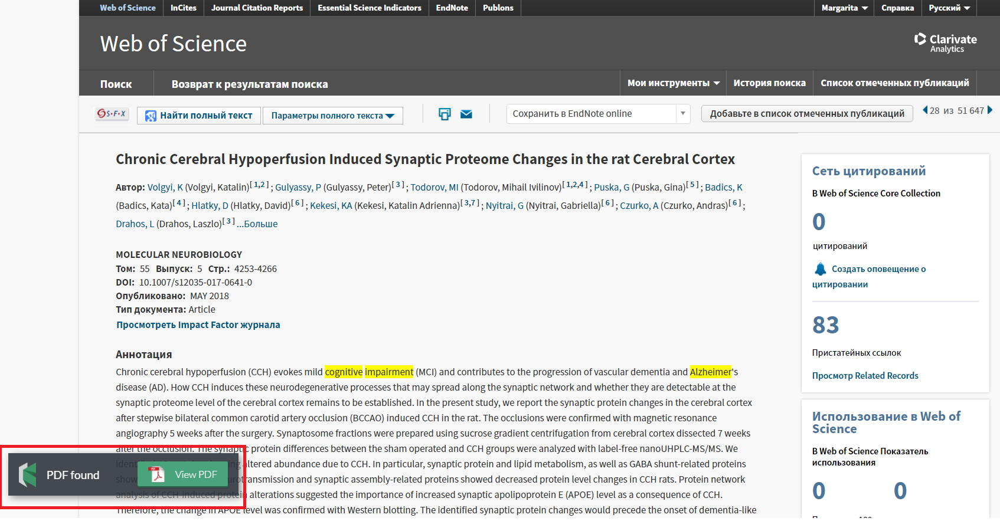 Web of Science InCites Journal Citation Reports Essential Science Indicators EndNote Publons Margarita Справка Русский
Web of Science
Clarivate
Analytics
Поиск Возврат к результатам поиска Мои инструменты История поиска Список отмеченных публикаций
S·F·X Найти полный текст Параметры полного текста Сохранить в EndNote online Добавьте в список отмеченных публикаций 28 из 51 647
Chronic Cerebral Hypoperfusion Induced Synaptic Proteome Changes in the rat Cerebral Cortex
Автор: Volgyi, K (Volgyi, Katalin)[ 1,2 ] ; Gulyassy, P (Gulyassy, Peter)[ 3 ] ; Todorov, MI (Todorov, Mihail Ivilinov)[ 1,2,4 ] ; Puska, G (Puska, Gina)[ 5 ] ; Badics, K
(Badics, Kata)[ 4 ] ; Hlatky, D (Hlatky, David)[ 6 ] ; Kekesi, KA (Kekesi, Katalin Adrienna)[ 3,7 ] ; Nyitrai, G (Nyitrai, Gabriella)[ 6 ] ; Czurko, A (Czurko, Andras)[ 6 ] ;
Drahos, L (Drahos, Laszlo)[ 3 ] ...Больше
MOLECULAR NEUROBIOLOGY
Том: 55 Выпуск: 5 Стр.: 4253-4266
DOI: 10.1007/s12035-017-0641-0
Опубликовано: MAY 2018
Тип документа: Article
Просмотреть Impact Factor журнала
Аннотация
Chronic cerebral hypoperfusion (CCH) evokes mild cognitive impairment (MCI) and contributes to the progression of vascular dementia and Alzheimer's
disease (AD). How CCH induces these neurodegenerative processes that may spread along the synaptic network and whether they are detectable at the
synaptic proteome level of the cerebral cortex remains to be established. In the present study, we report the synaptic protein changes in the cerebral cortex
after stepwise bilateral common carotid artery occlusion (BCCAO) induced CCH in the rat. The occlusions were confirmed with magnetic resonance
angiography 5 weeks after the surgery. Synaptosome fractions were prepared using sucrose gradient centrifugation from cerebral cortex dissected 7 weeks
after the occlusion. The synaptic protein differences between the sham operated and CCH groups were analyzed with label-free nanoUHPLC-MS/MS. We
altered abundance due to CCH. In particular, synaptic protein and lipid metabolism, as well as GABA shunt-related proteins
transmission and synaptic assembly-related proteins showed decreased protein level changes in CCH rats. Protein network
analysis of CCH-induced protein alterations suggested the importance of increased synaptic apolipoprotein E (APOE) level as a consequence of CCH.
Therefore, the change in APOE level was confirmed with Western blotting. The identified synaptic protein changes would precede the onset of dementia-like
PDF found View PDF
Сеть цитирований
В Web of Science Core Collection
0
цитирований
Создать оповещение о
цитировании
83
Пристатейных ссылок
Просмотр Related Records
Использование в Web of
Science
В Web of Science Показатель
использования
0 0